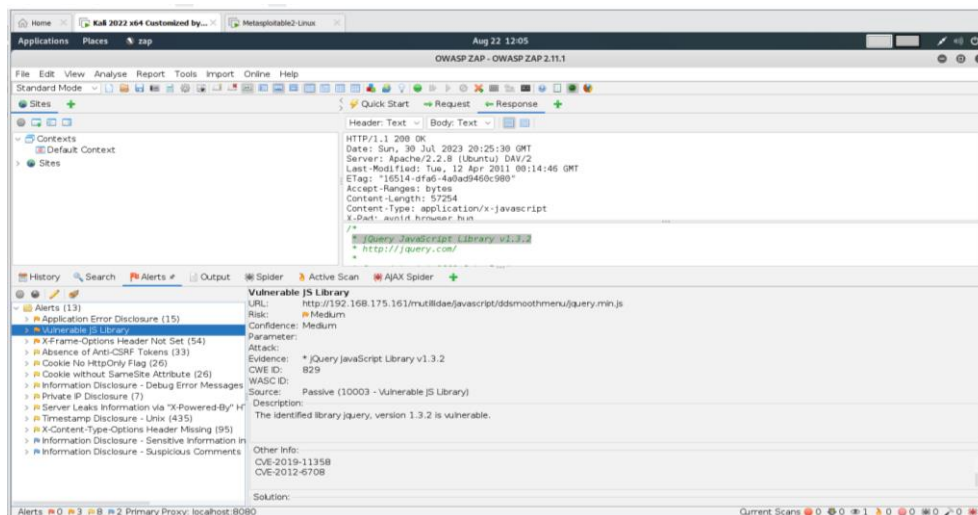 Home
Kali 2022 x64 Customized by...
Metasploitable2-Linux
Applications Places zap Aug 22 12:05
OWASP ZAP - OWASP ZAP 2.11.1
File Edit View Analyse Report Tools Import Online Help
Standard Mode
Sites
Quick Start Request Response
Header: Text Body: Text
Contexts
Default Context
Sites
HTTP/1.1 200 OK
Date: Sun, 30 Jul 2023 20:25:30 GMT
Server: Apache/2.2.8 (Ubuntu) DAV/2
Last-Modified: Tue, 12 Apr 2011 00:14:46 GMT
ETag: "16514-dfa6-4a0ad9460c980"
Accept-Ranges: bytes
Content-Length: 57254
Content-Type: application/x-javascript
X-Pad: avoid browser bug
/*
* jQuery JavaScript Library v1.3.2
* http://jquery.com/
*
History Search Alerts Output Spider Active Scan AJAX Spider
Alerts (13)
Application Error Disclosure (15)
Vulnerable JS Library
X-Frame-Options Header Not Set (54)
Absence of Anti-CSRF Tokens (33)
Cookie No HttpOnly Flag (26)
Cookie without SameSite Attribute (26)
Information Disclosure - Debug Error Messages
Private IP Disclosure (7)
Server Leaks Information via "X-Powered-By" H
Timestamp Disclosure - Unix (435)
X-Content-Type-Options Header Missing (95)
Information Disclosure - Sensitive Information in
Information Disclosure - Suspicious Comments
Vulnerable JS Library
URL: http://192.168.175.161/mutillidae/javascript/ddsmoothmenu/jquery.min.js
Risk: Medium
Confidence: Medium
Parameter:
Attack:
Evidence: * jQuery JavaScript Library v1.3.2
CWE ID: 829
WASC ID:
Source: Passive (10003 - Vulnerable JS Library)
Description:
The identified library jquery, version 1.3.2 is vulnerable.
Other Info:
CVE-2019-11358
CVE-2012-6708
Solution:
Alerts 0 3 8 2 Primary Proxy: localhost:8080
Current Scans 0 0 1 0 0 0 0